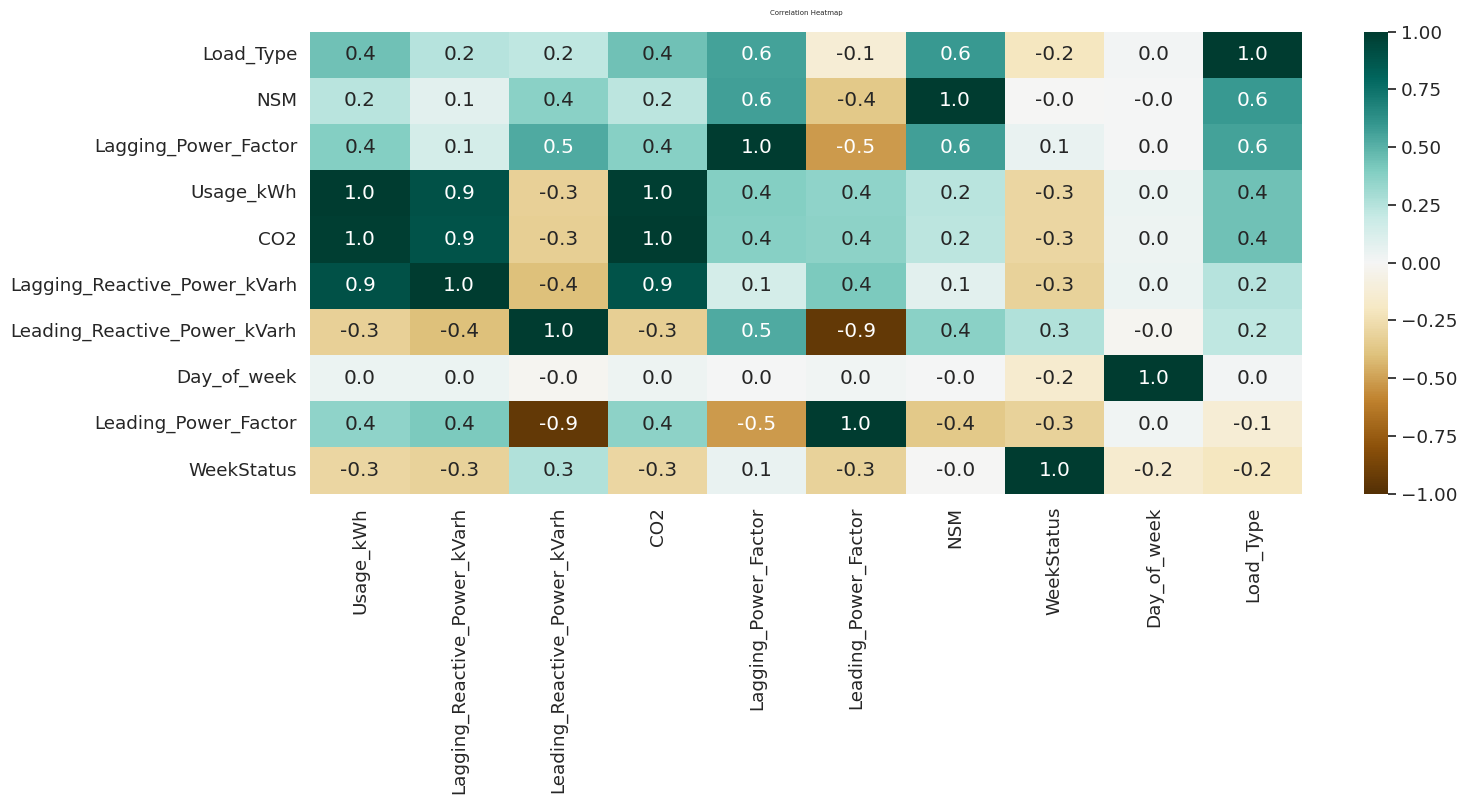 Correlation Heatmap
Load_Type 0.4 0.2 0.2 0.4 0.6 -0.1 0.6 -0.2 0.0 1.0
NSM 0.2 0.1 0.4 0.2 0.6 -0.4 1.0 -0.0 -0.0 0.6
Lagging_Power_Factor 0.4 0.1 0.5 0.4 1.0 -0.5 0.6 0.1 0.0 0.6
Usage_kWh 1.0 0.9 -0.3 1.0 0.4 0.4 0.2 -0.3 0.0 0.4
CO2 1.0 0.9 -0.3 1.0 0.4 0.4 0.2 -0.3 0.0 0.4
Lagging_Reactive_Power_kVarh 0.9 1.0 -0.4 0.9 0.1 0.4 0.1 -0.3 0.0 0.2
Leading_Reactive_Power_kVarh -0.3 -0.4 1.0 -0.3 0.5 -0.9 0.4 0.3 -0.0 0.2
Day_of_week 0.0 0.0 -0.0 0.0 0.0 0.0 -0.0 -0.2 1.0 0.0
Leading_Power_Factor 0.4 0.4 -0.9 0.4 -0.5 1.0 -0.4 -0.3 0.0 -0.1
WeekStatus -0.3 -0.3 0.3 -0.3 0.1 -0.3 -0.0 1.0 -0.2 -0.2
Usage_kWh
Lagging_Reactive_Power_kVarh
Leading_Reactive_Power_kVarh
CO2
Lagging_Power_Factor
Leading_Power_Factor
NSM
WeekStatus
Day_of_week
Load_Type
1.00
0.75
0.50
0.25
0.00
−0.25
−0.50
−0.75
−1.00